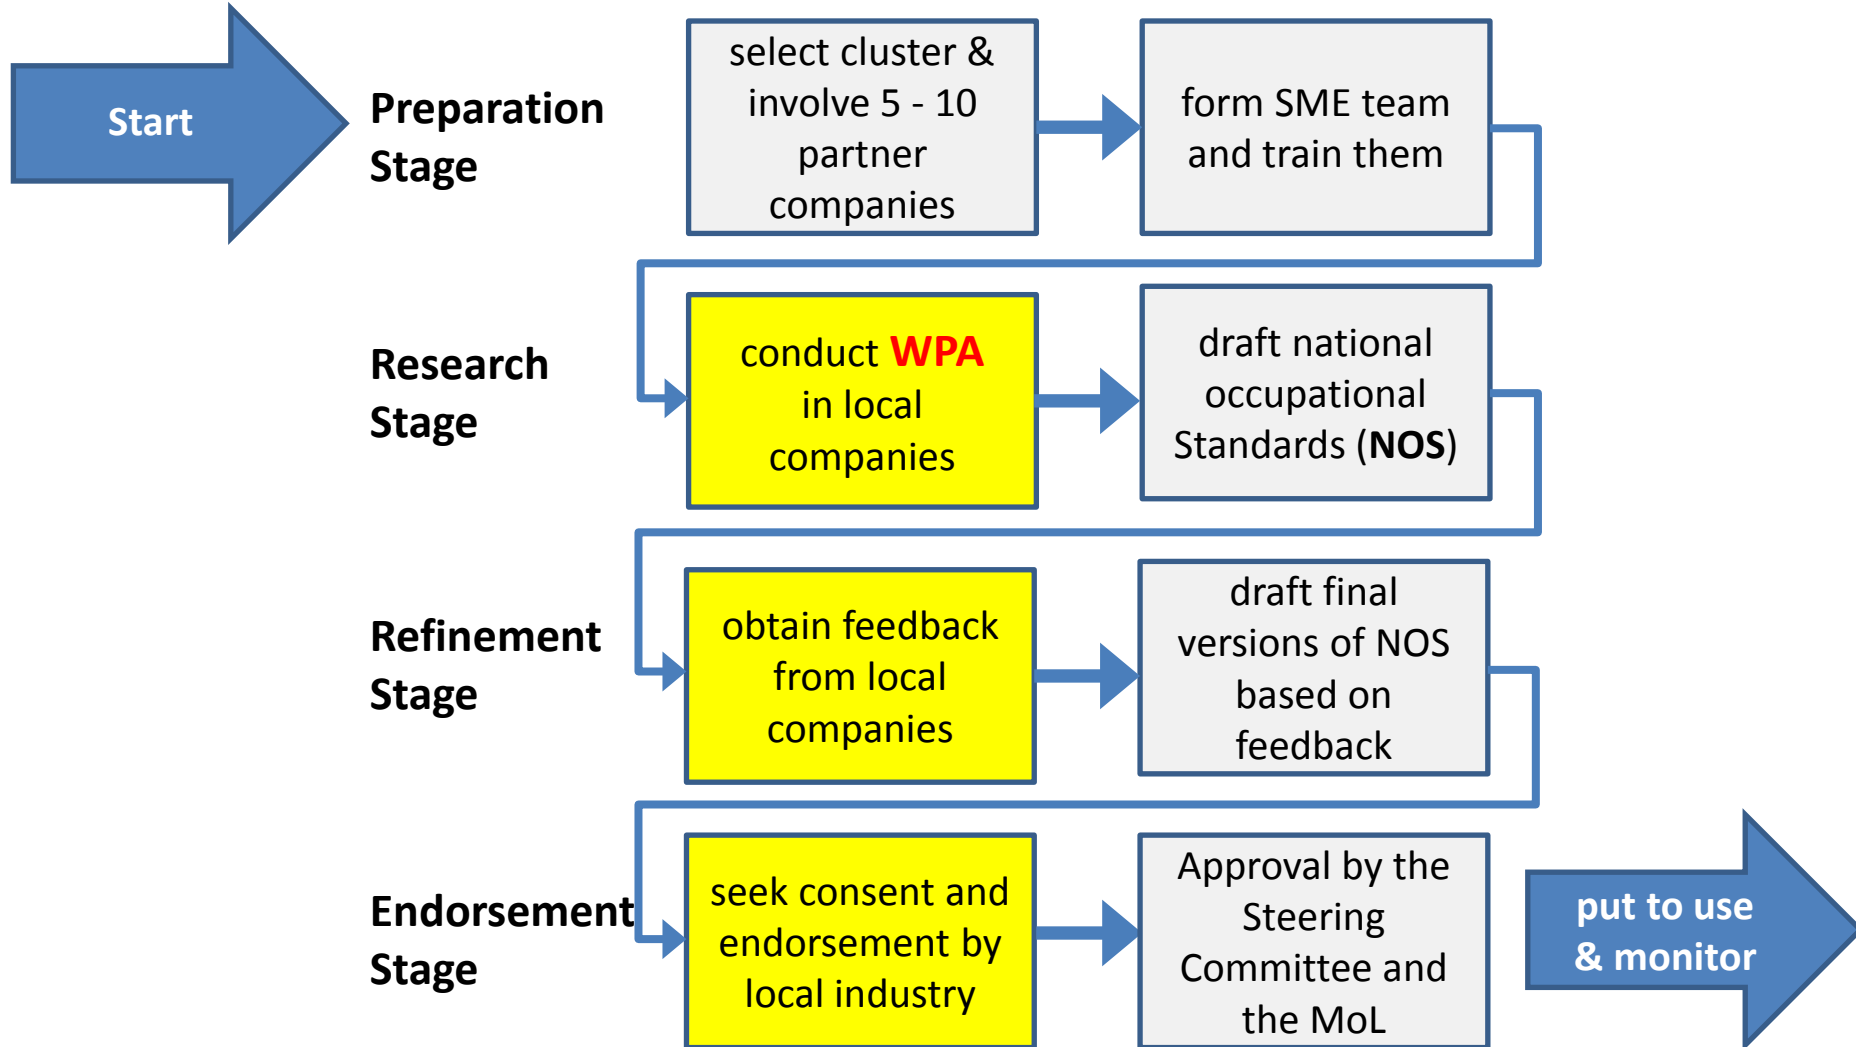 Start
Preparation
Stage
select cluster &
involve 5 - 10
partner
companies
form SME team
and train them
Research
Stage
conduct WPA
in local
companies
draft national
occupational
Standards (NOS)
Refinement
Stage
obtain feedback
from local
companies
draft final
versions of NOS
based on
feedback
Endorsement
Stage
seek consent and
endorsement by
local industry
Approval by the
Steering
Committee and
the MoL
put to use
& monitor